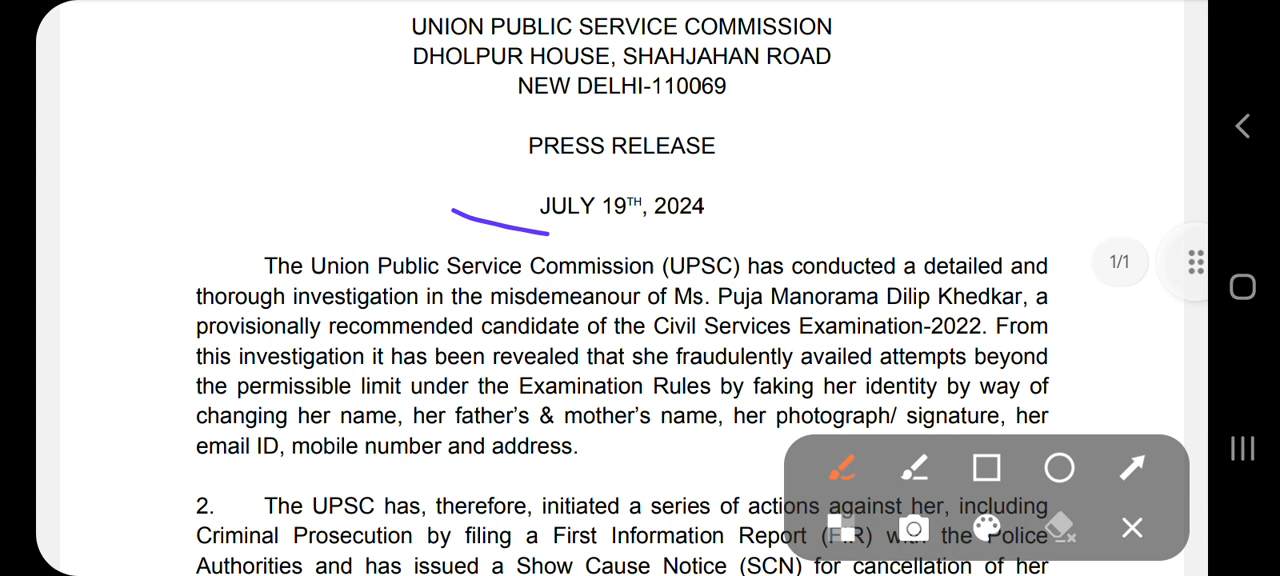 UNION PUBLIC SERVICE COMMISSION
DHOLPUR HOUSE, SHAHJAHAN ROAD
NEW DELHI-110069
PRESS RELEASE
JULY 19TH, 2024
The Union Public Service Commission (UPSC) has conducted a detailed and
thorough investigation in the misdemeanour of Ms. Puja Manorama Dilip Khedkar, a
provisionally recommended candidate of the Civil Services Examination-2022. From
this investigation it has been revealed that she fraudulently availed attempts beyond
the permissible limit under the Examination Rules by faking her identity by way of
changing her name, her father's & mother's name, her photograph/ signature, her
email ID, mobile number and address.
2. The UPSC has, therefore, initiated a series of actions against her, including
Criminal Prosecution by filing a First Information Report (FIR) with the Police
Authorities and has issued a Show Cause Notice (SCN) for cancellation of her
1/1